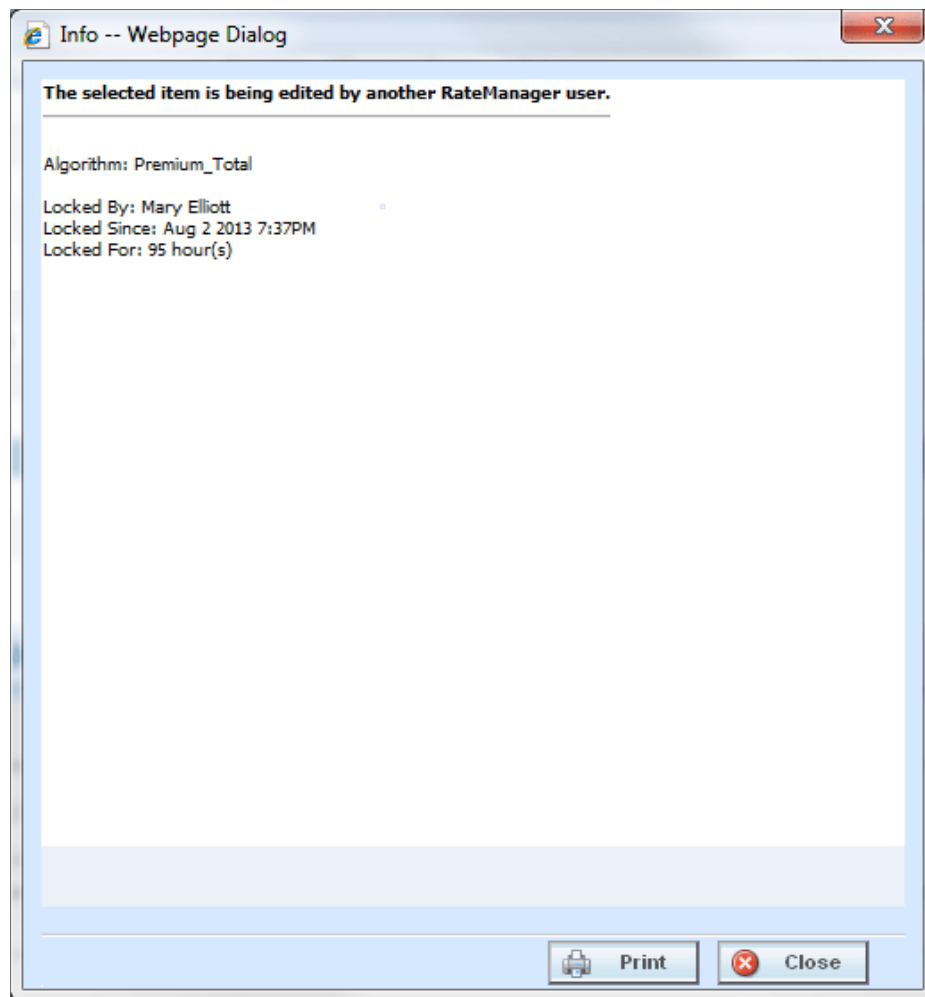 Info -- Webpage Dialog
The selected item is being edited by another RateManager user.
Algorithm: Premium_Total
Locked By: Mary Elliott
Locked Since: Aug 2 2013 7:37PM
Locked For: 95 hour(s)
Print
Close